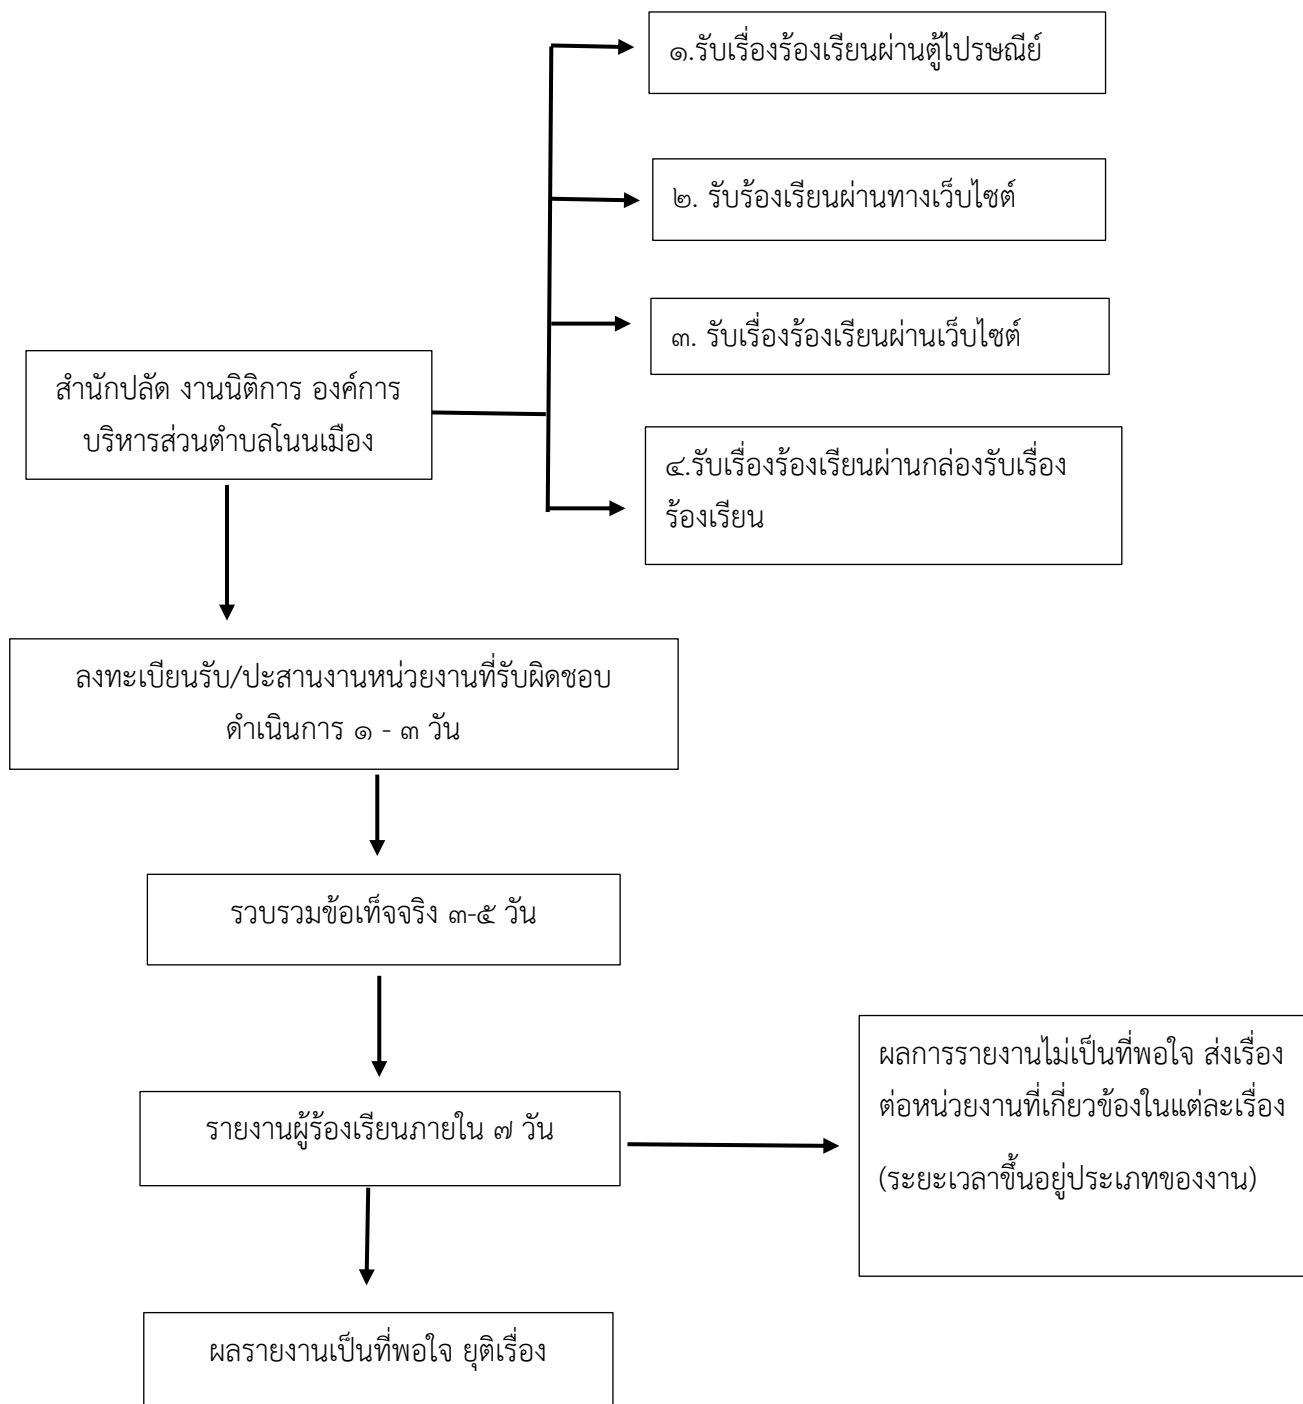 ๑.รับเรื่องร้องเรียนผ่านตู้ไปรษณีย์
๒. รับร้องเรียนผ่านทางเว็บไซต์
๓. รับเรื่องร้องเรียนผ่านเว็บไซต์
สำนักปลัด งานนิติการ องค์การ
บริหารส่วนตำบลโนนเมือง
๔.รับเรื่องร้องเรียนผ่านกล่องรับเรื่อง
ร้องเรียน
ลงทะเบียนรับ/ประสานงานหน่วยงานที่รับผิดชอบ
ดำเนินการ ๑ - ๓ วัน
รวบรวมข้อเท็จจริง ๓-๕ วัน
รายงานผู้ร้องเรียนภายใน ๗ วัน
ผลการรายงานไม่เป็นที่พอใจ ส่งเรื่อง
ต่อหน่วยงานที่เกี่ยวข้องในแต่ละเรื่อง
(ระยะเวลาขึ้นอยู่ประเภทของงาน)
ผลรายงานเป็นที่พอใจ ยุติเรื่อง